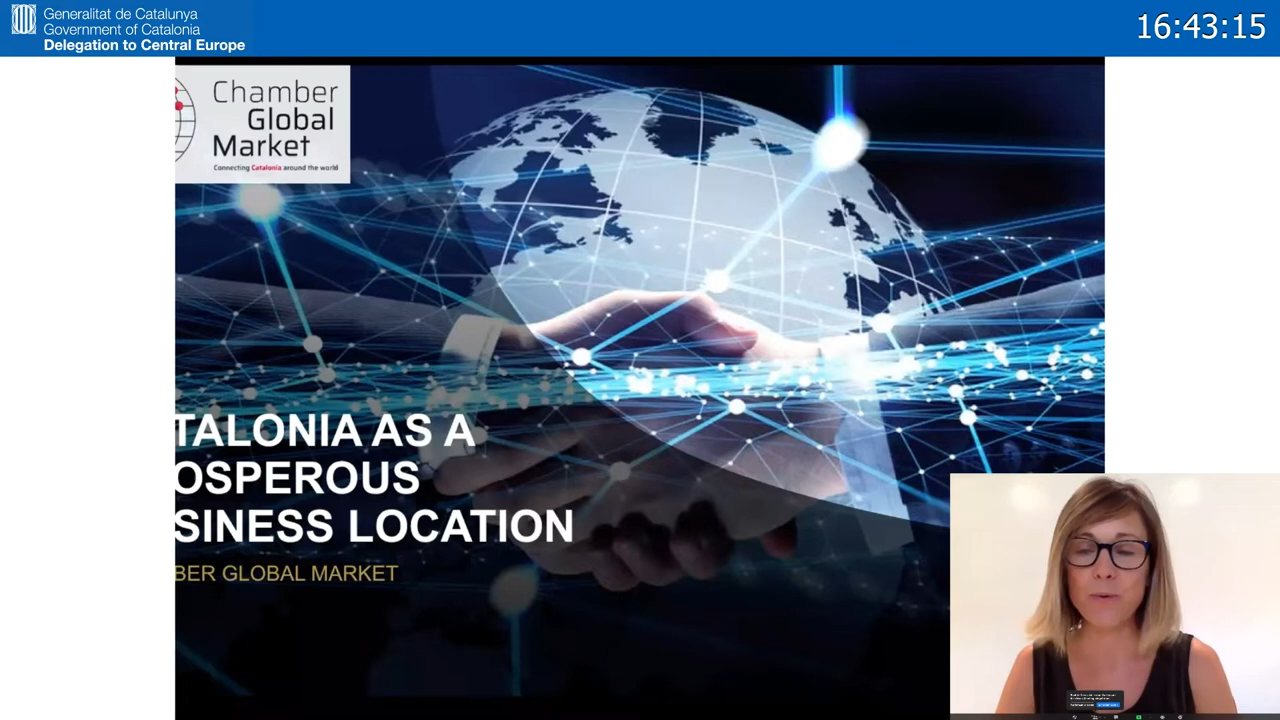 Generalitat de Catalunya
Government of Catalonia
Delegation to Central Europe
16:43:15
Chamber
Global
Market
Connecting Catalonia around the world
TALONIA AS A
OSPEROUS
SINESS LOCATION
BER GLOBAL MARKET